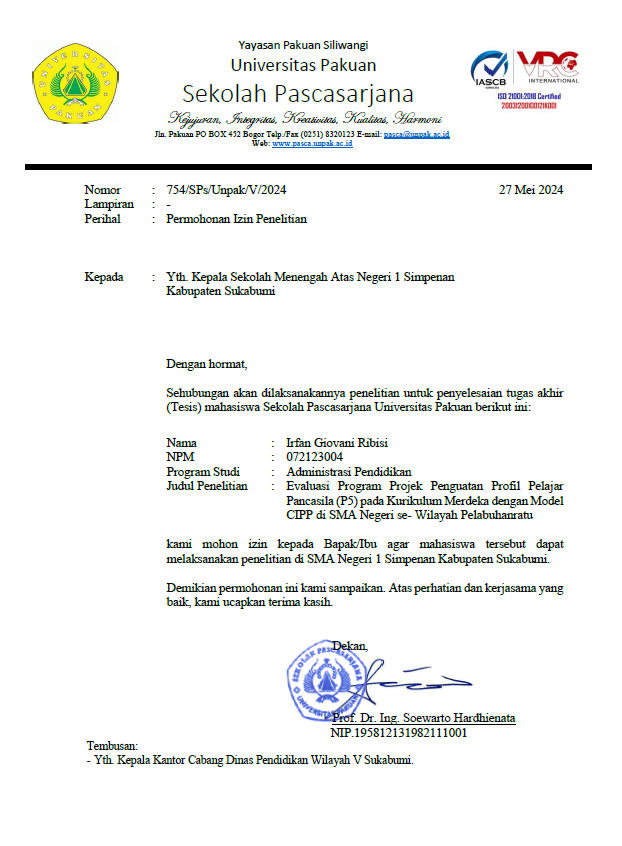 Yayasan Pakuan Siliwangi
Universitas Pakuan
Sekolah Pascasarjana
Kejujuran, Integritas, Kreativitas, Kualitas, Harmoni
Jln. Pakuan PO BOX 452 Bogor Telp./Fax (0251) 8320123 E-mail: pasca@unpak.ac.id
Web: www.pasca.unpak.ac.id
UNIVERSITAS
PAKUAN
IASCB
VRC
INTERNATIONAL
ISO 21001:2018 Certified
Nomor : 754/SPs/Unpak/V/2024 27 Mei 2024
Lampiran : -
Perihal : Permohonan Izin Penelitian
Kepada : Yth. Kepala Sekolah Menengah Atas Negeri 1 Simpenan
Kabupaten Sukabumi
Dengan hormat,
Sehubungan akan dilaksanakannya penelitian untuk penyelesaian tugas akhir
(Tesis) mahasiswa Sekolah Pascasarjana Universitas Pakuan berikut ini:
Nama : Irfan Giovani Ribisi
NPM : 072123004
Program Studi : Administrasi Pendidikan
Judul Penelitian : Evaluasi Program Projek Penguatan Profil Pelajar
Pancasila (P5) pada Kurikulum Merdeka dengan Model
CIPP di SMA Negeri se- Wilayah Pelabuhanratu
kami mohon izin kepada Bapak/Ibu agar mahasiswa tersebut dapat
melaksanakan penelitian di SMA Negeri 1 Simpenan Kabupaten Sukabumi.
Demikian permohonan ini kami sampaikan. Atas perhatian dan kerjasama yang
baik, kami ucapkan terima kasih.
Dekan,
SEKOLAH PASCASARJANA
UNIVERSITAS PAKUAN
Prof. Dr. Ing. Soewarto Hardhienata
NIP.195812131982111001
Tembusan:
- Yth. Kepala Kantor Cabang Dinas Pendidikan Wilayah V Sukabumi.